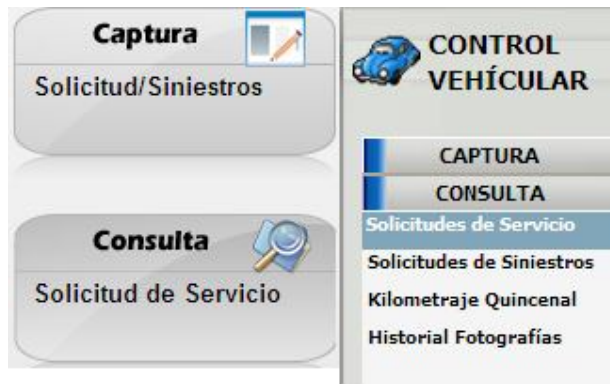 Captura
Solicitud/Siniestros
Consulta
Solicitud de Servicio
CONTROL
VEHÍCULAR
CAPTURA
CONSULTA
Solicitudes de Servicio
Solicitudes de Siniestros
Kilometraje Quincenal
Historial Fotografías